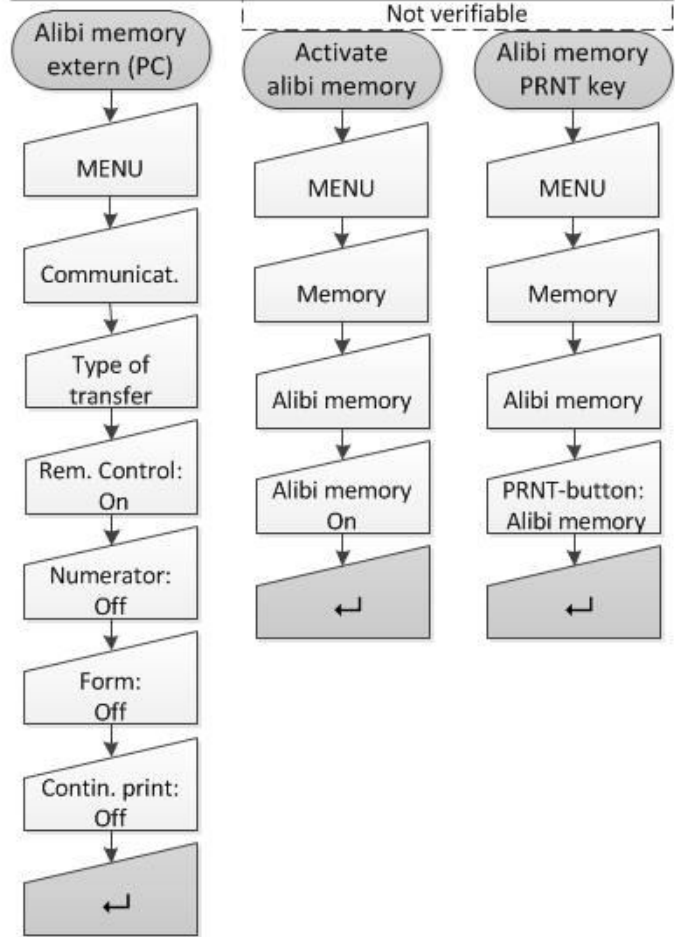 Not verifiable
Alibi memory
extern (PC)
MENU
Communicat.
Type of
transfer
Rem. Control:
On
Numerator:
Off
Form:
Off
Contin. print:
Off
↵
Activate
alibi memory
MENU
Memory
Alibi memory
Alibi memory
On
↵
Alibi memory
PRNT key
MENU
Memory
Alibi memory
PRNT-button:
Alibi memory
↵